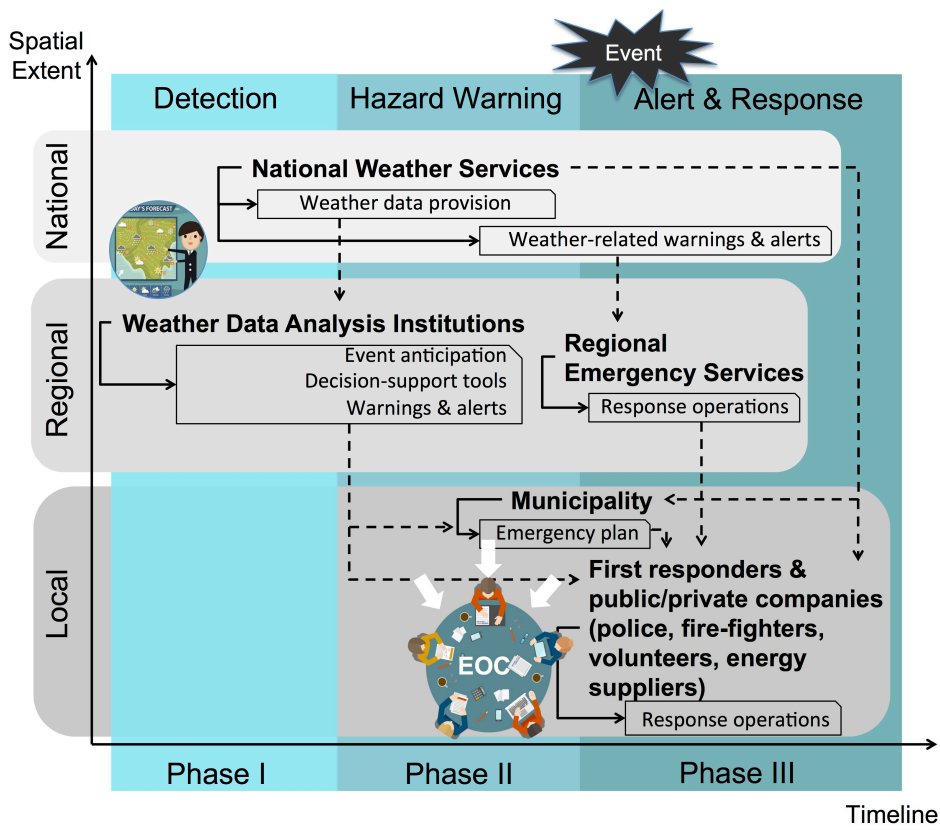 Spatial
Extent
Event
Detection
Hazard Warning
Alert & Response
National
National Weather Services
Weather data provision
Weather-related warnings & alerts
DAY'S FORECAST
Regional
Weather Data Analysis Institutions
Event anticipation
Decision-support tools
Warnings & alerts
Regional
Emergency Services
Response operations
Local
Municipality
Emergency plan
First responders &
public/private companies
(police, fire-fighters,
volunteers, energy
suppliers)
EOC
Response operations
Phase I
Phase II
Phase III
Timeline